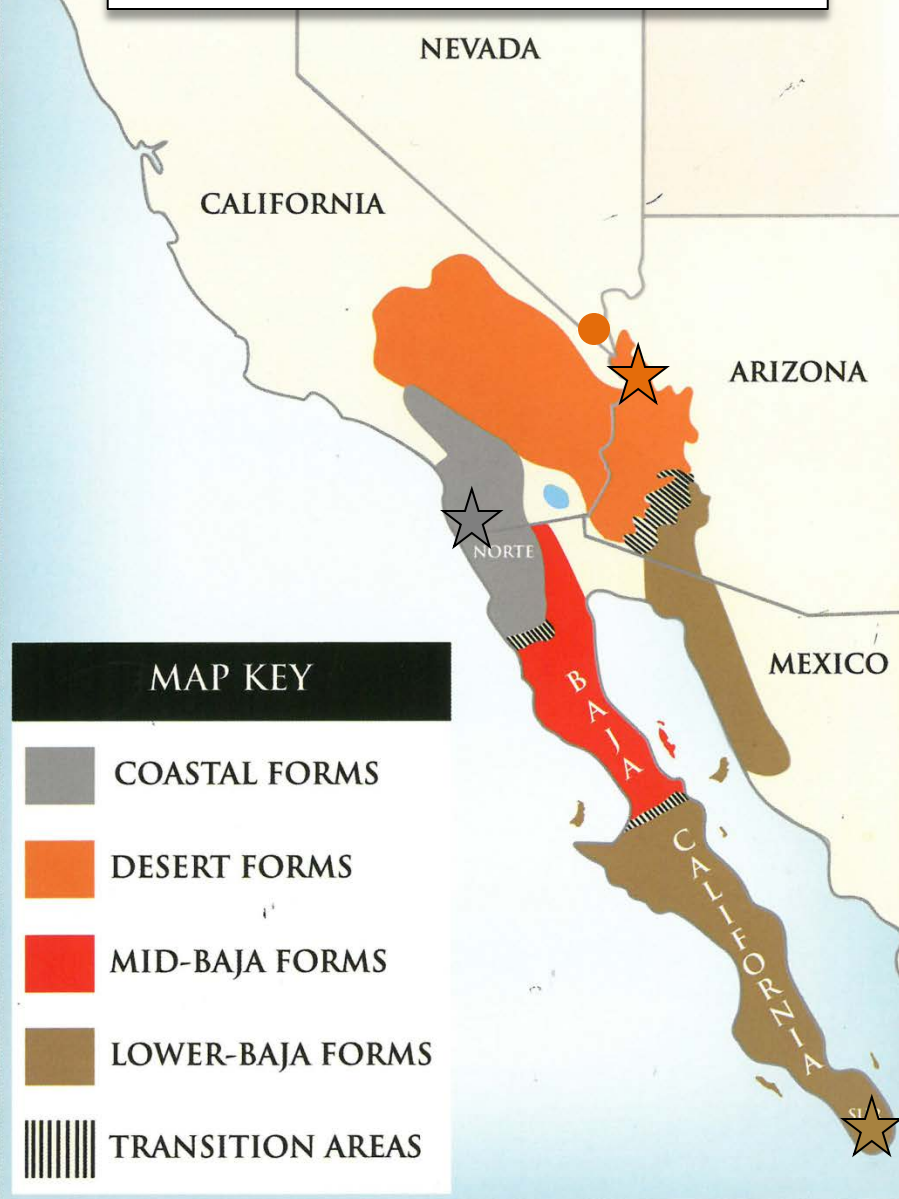 NEVADA
CALIFORNIA
ARIZONA
NORTE
MEXICO
BAJA
CALIFORNIA
MAP KEY
COASTAL FORMS
DESERT FORMS
MID-BAJA FORMS
LOWER-BAJA FORMS
TRANSITION AREAS